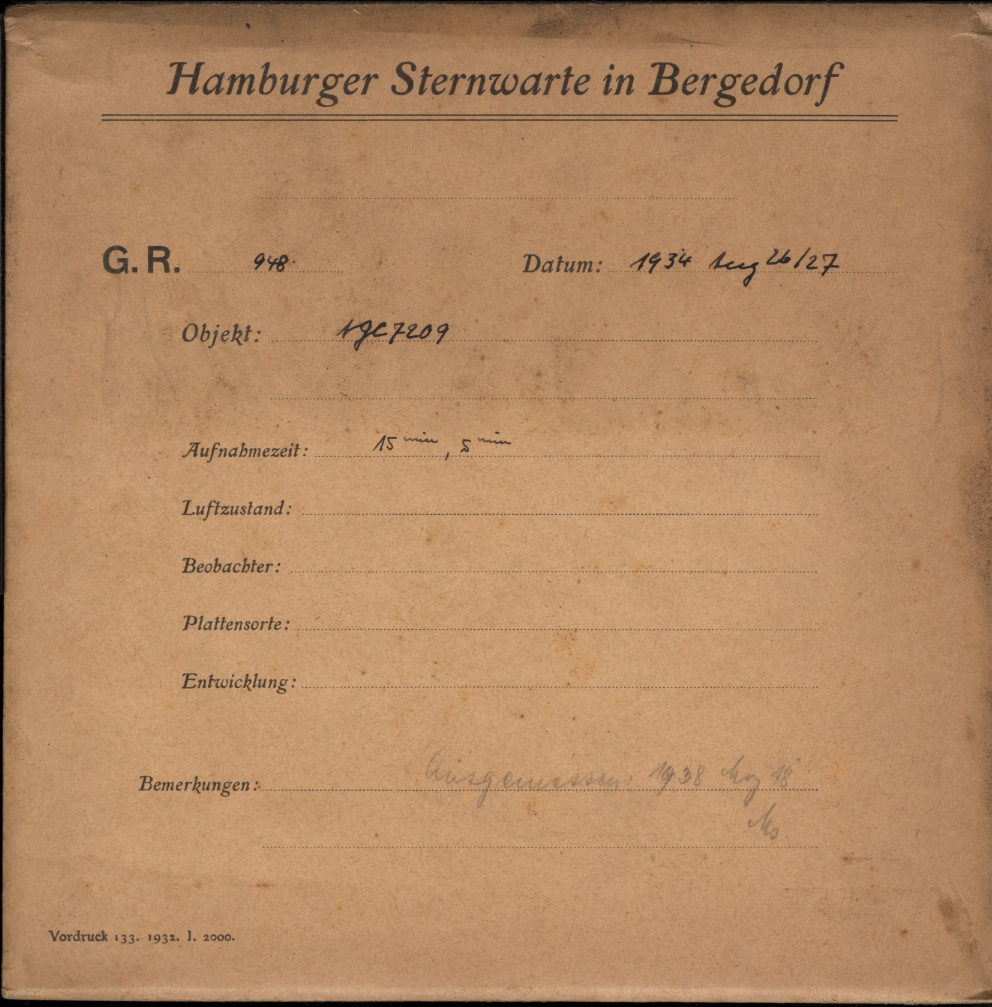 Hamburger Sternwarte in Bergedorf
G. R. 948 Datum: 1934 Aug 26/27
Objekt: NGC 7209
Aufnahmezeit: 15 min, 5 min
Luftzustand:
Beobachter:
Plattensorte:
Entwicklung:
Bemerkungen: Ausgemessen 1938 18
Vordruck 133. 1932. I. 2000.